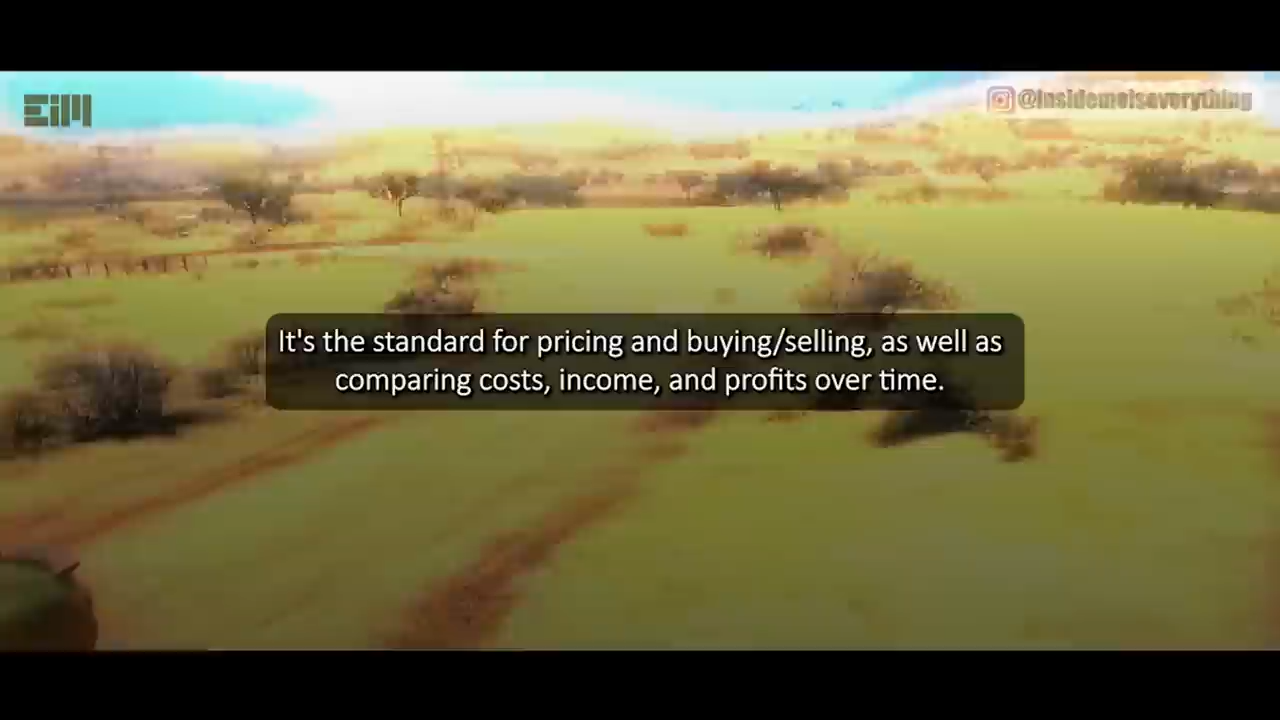 EiM
@insidemeiseverything
It's the standard for pricing and buying/selling, as well as
comparing costs, income, and profits over time.